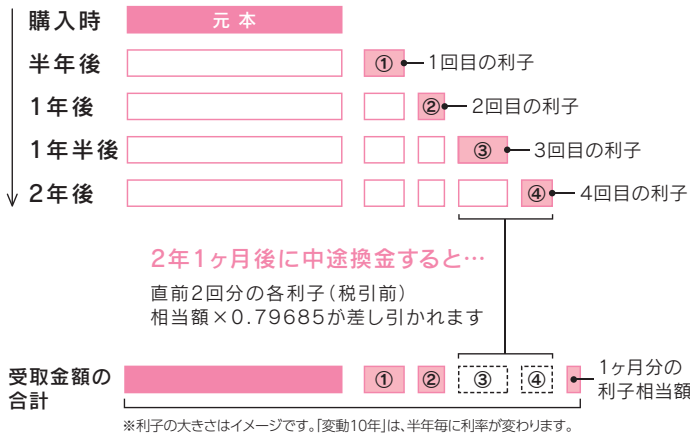 購入時
元本
半年後
①
1回目の利子
1年後
②
2回目の利子
1年半後
③
3回目の利子
2年後
④
4回目の利子
2年1ヶ月後に中途換金すると…
直前2回分の各利子(税引前)
相当額×0.79685が差し引かれます
受取金額の
合計
①
②
③
④
1ヶ月分の
利子相当額
※利子の大きさはイメージです。「変動10年」は、半年毎に利率が変わります。